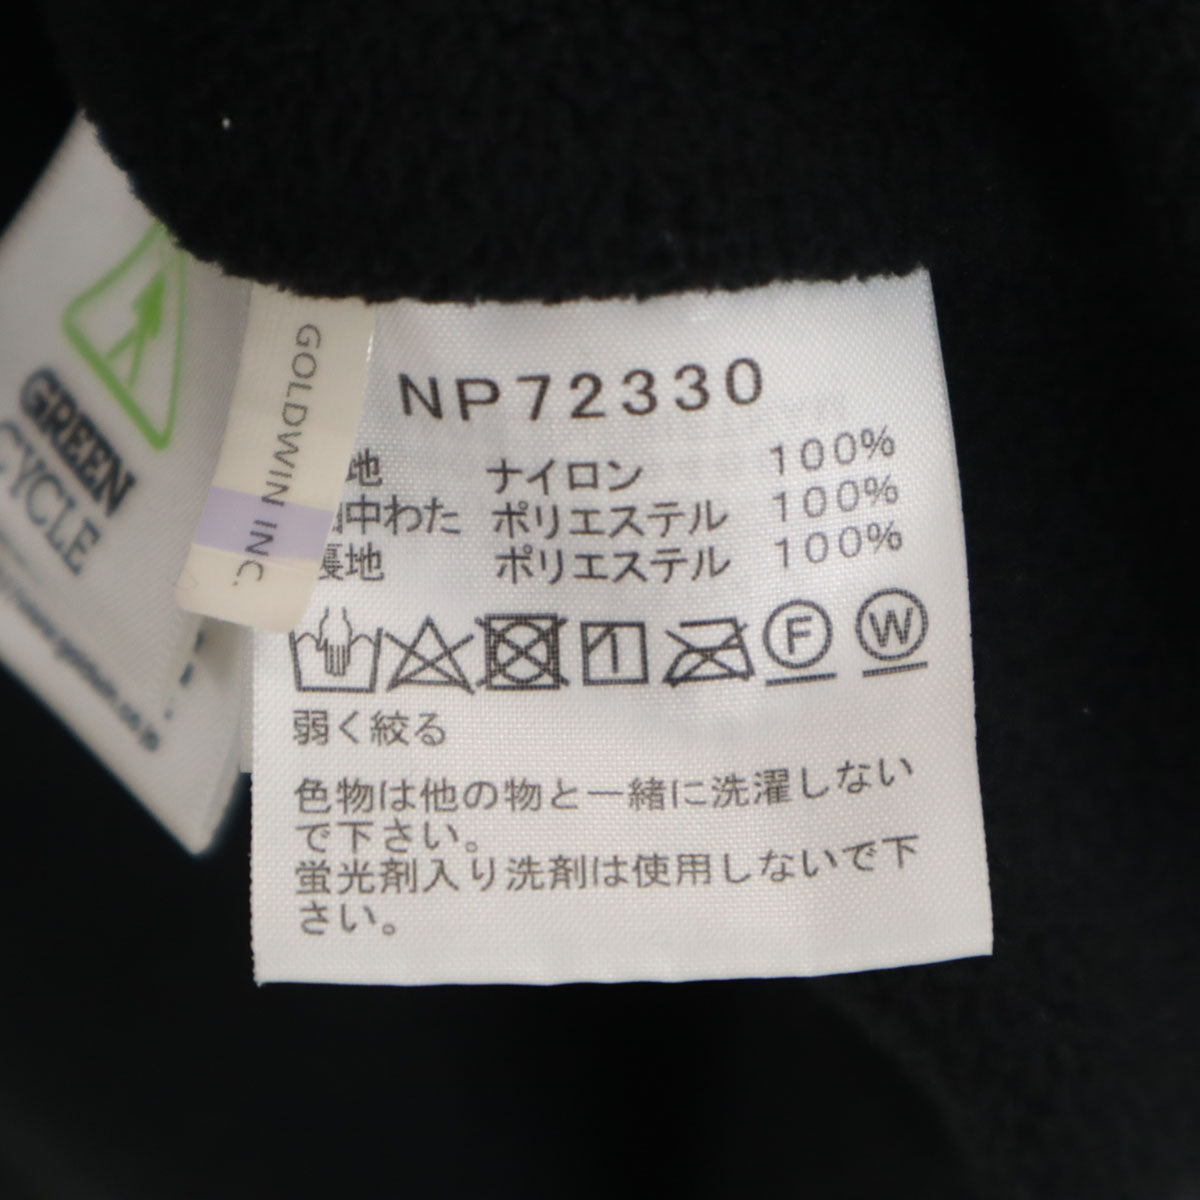 GREEN
CYCLE
GOLDWIN INC.
NP72330
地 ナイロン 100%
中わた ポリエステル 100%
裏地 ポリエステル 100%
F W
弱く絞る
色物は他の物と一緒に洗濯しない
で下さい。
蛍光剤入り洗剤は使用しないで下
さい。